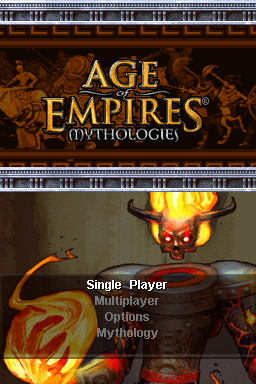 AGE
of
EMPIRES®
MYTHOLOGIES
Single Player
Multiplayer
Options
Mythology